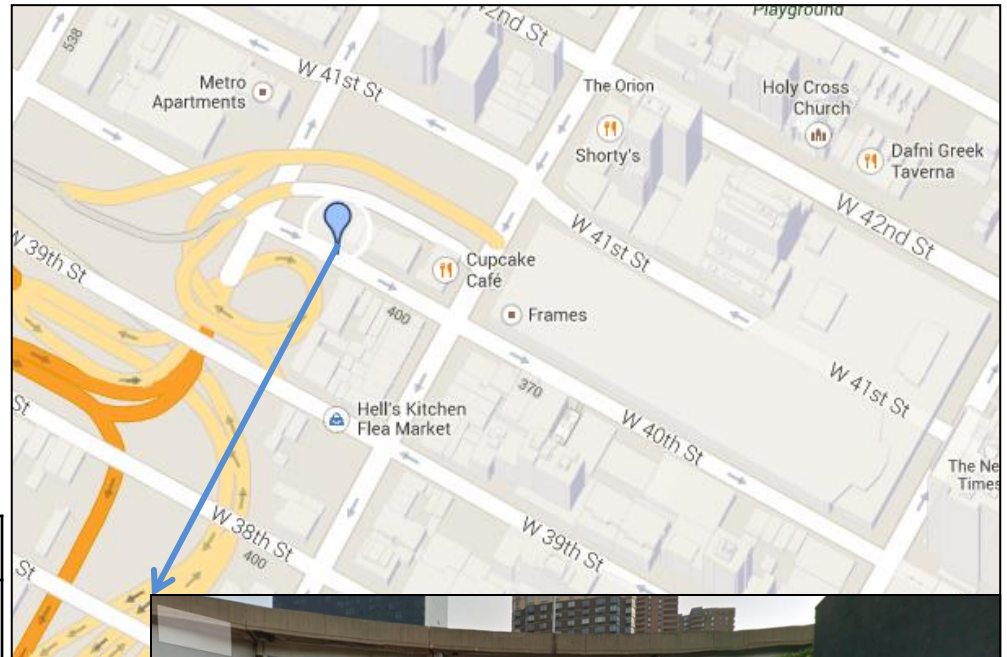 Playground
42nd St
538
W 41st St
Metro
Apartments
The Orion
Holy Cross
Church
Shorty's
Dafni Greek
Taverna
W 42nd St
W 41st St
W 39th St
Cupcake
Café
400
Frames
370
W 41st St
Hell's Kitchen
Flea Market
W 40th St
The Ne
Times
St
W 38th St
400
W 39th St
St